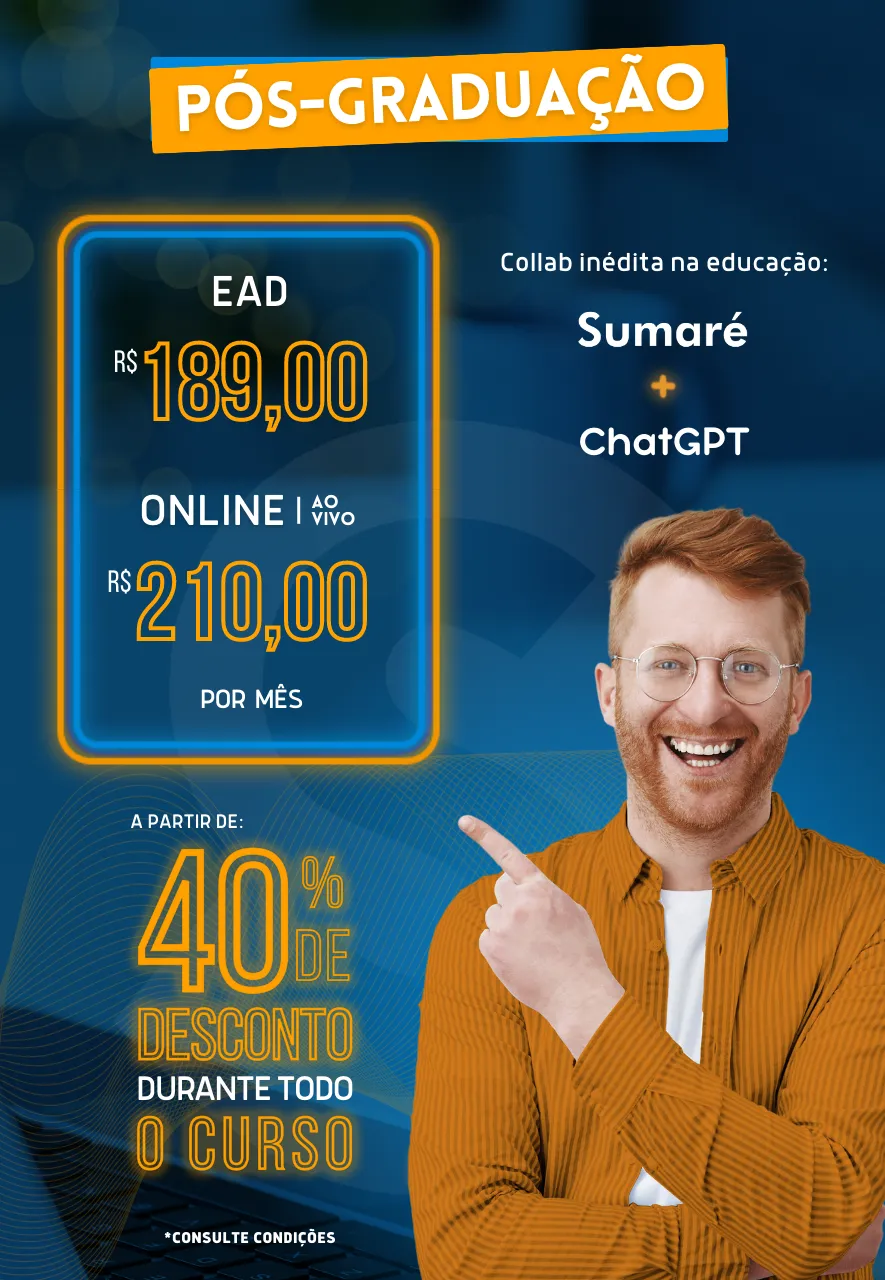 PÓS-GRADUAÇÃO
EAD
R$ 189,00
ONLINE | AO VIVO
R$ 210,00
POR MÊS
Collab inédita na educação:
Sumaré
+
ChatGPT
A PARTIR DE:
40%
DE
DESCONTO
DURANTE TODO
O CURSO
*CONSULTE CONDIÇÕES